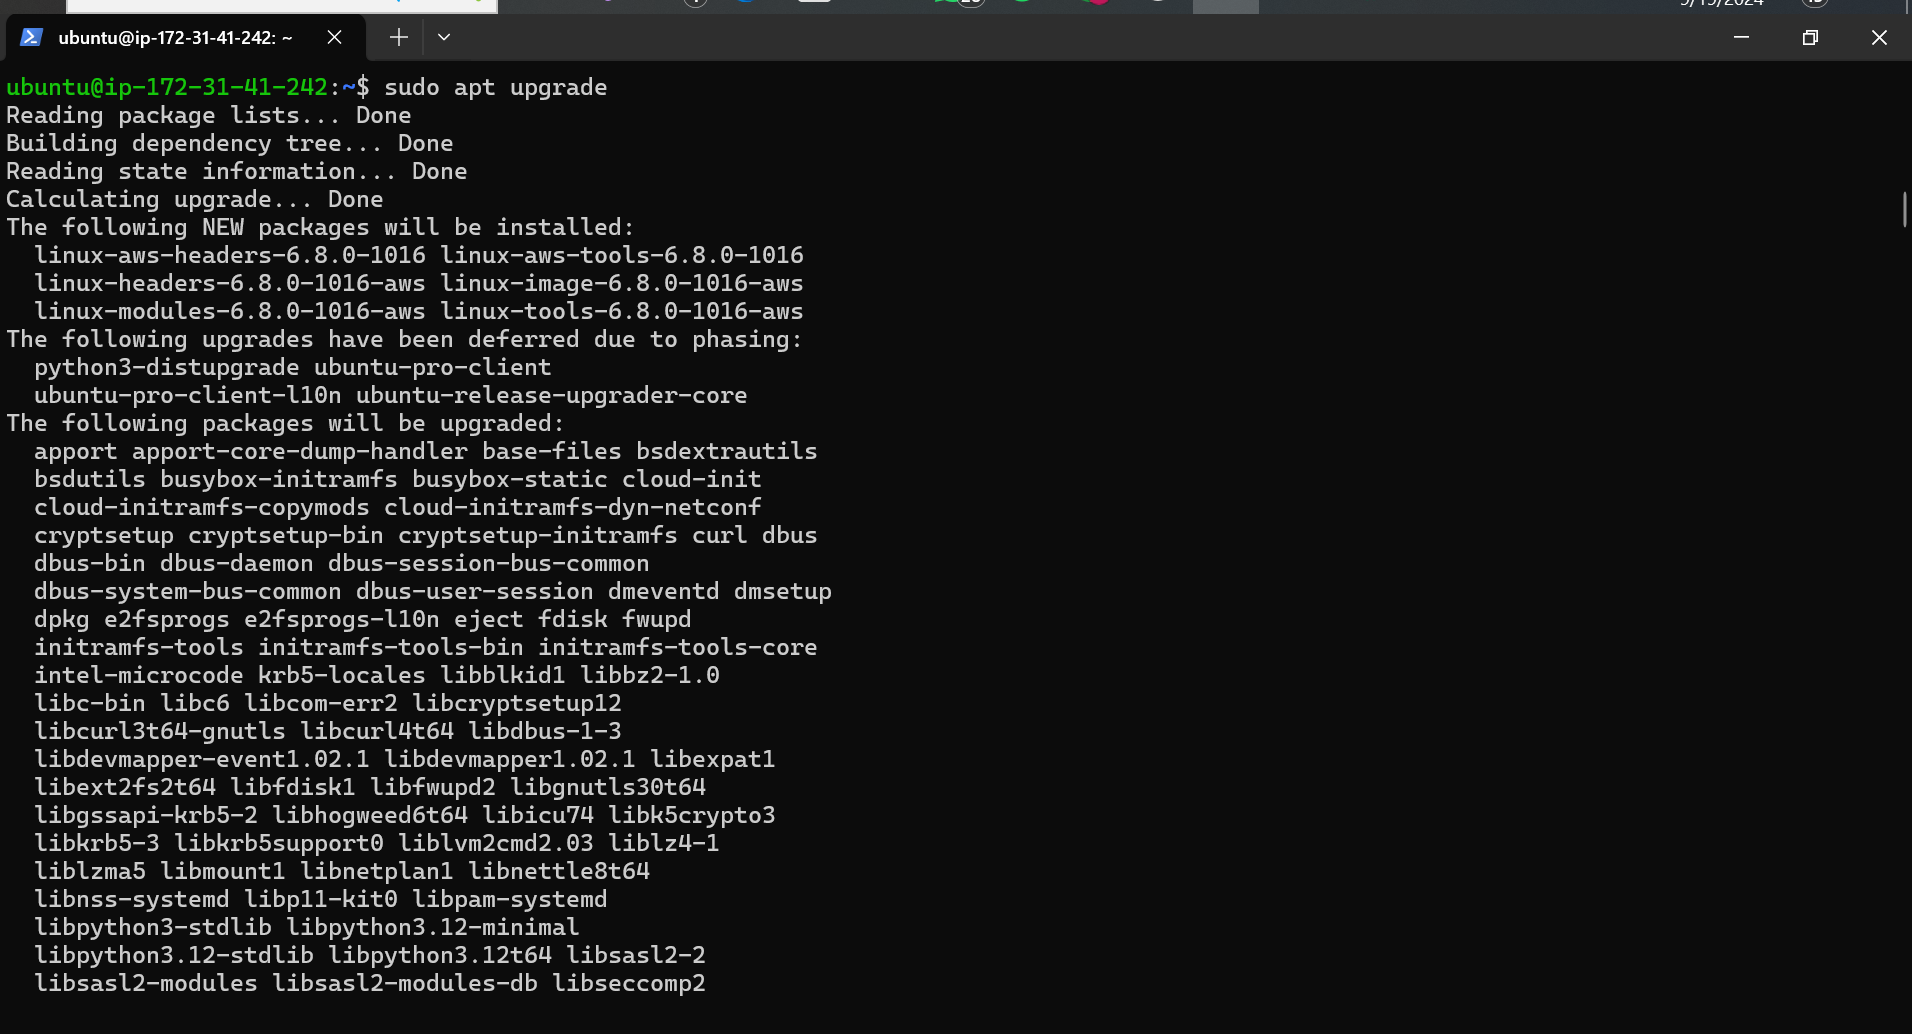 ubuntu@ip-172-31-41-242: ~
ubuntu@ip-172-31-41-242:~$ sudo apt upgrade
Reading package lists... Done
Building dependency tree... Done
Reading state information... Done
Calculating upgrade... Done
The following NEW packages will be installed:
linux-aws-headers-6.8.0-1016 linux-aws-tools-6.8.0-1016
linux-headers-6.8.0-1016-aws linux-image-6.8.0-1016-aws
linux-modules-6.8.0-1016-aws linux-tools-6.8.0-1016-aws
The following upgrades have been deferred due to phasing:
python3-distupgrade ubuntu-pro-client
ubuntu-pro-client-l10n ubuntu-release-upgrader-core
The following packages will be upgraded:
apport apport-core-dump-handler base-files bsdextrautils
bsdutils busybox-initramfs busybox-static cloud-init
cloud-initramfs-copymods cloud-initramfs-dyn-netconf
cryptsetup cryptsetup-bin cryptsetup-initramfs curl dbus
dbus-bin dbus-daemon dbus-session-bus-common
dbus-system-bus-common dbus-user-session dmeventd dmsetup
dpkg e2fsprogs e2fsprogs-l10n eject fdisk fwupd
initramfs-tools initramfs-tools-bin initramfs-tools-core
intel-microcode krb5-locales libblkid1 libbz2-1.0
libc-bin libc6 libcom-err2 libcryptsetup12
libcurl3t64-gnutls libcurl4t64 libdbus-1-3
libdevmapper-event1.02.1 libdevmapper1.02.1 libexpat1
libext2fs2t64 libfdisk1 libfwupd2 libgnutls30t64
libgssapi-krb5-2 libhogweed6t64 libicu74 libk5crypto3
libkrb5-3 libkrb5support0 liblvm2cmd2.03 liblz4-1
liblzma5 libmount1 libnetplan1 libnettle8t64
libnss-systemd libp11-kit0 libpam-systemd
libpython3-stdlib libpython3.12-minimal
libpython3.12-stdlib libpython3.12t64 libsasl2-2
libsasl2-modules libsasl2-modules-db libseccomp2